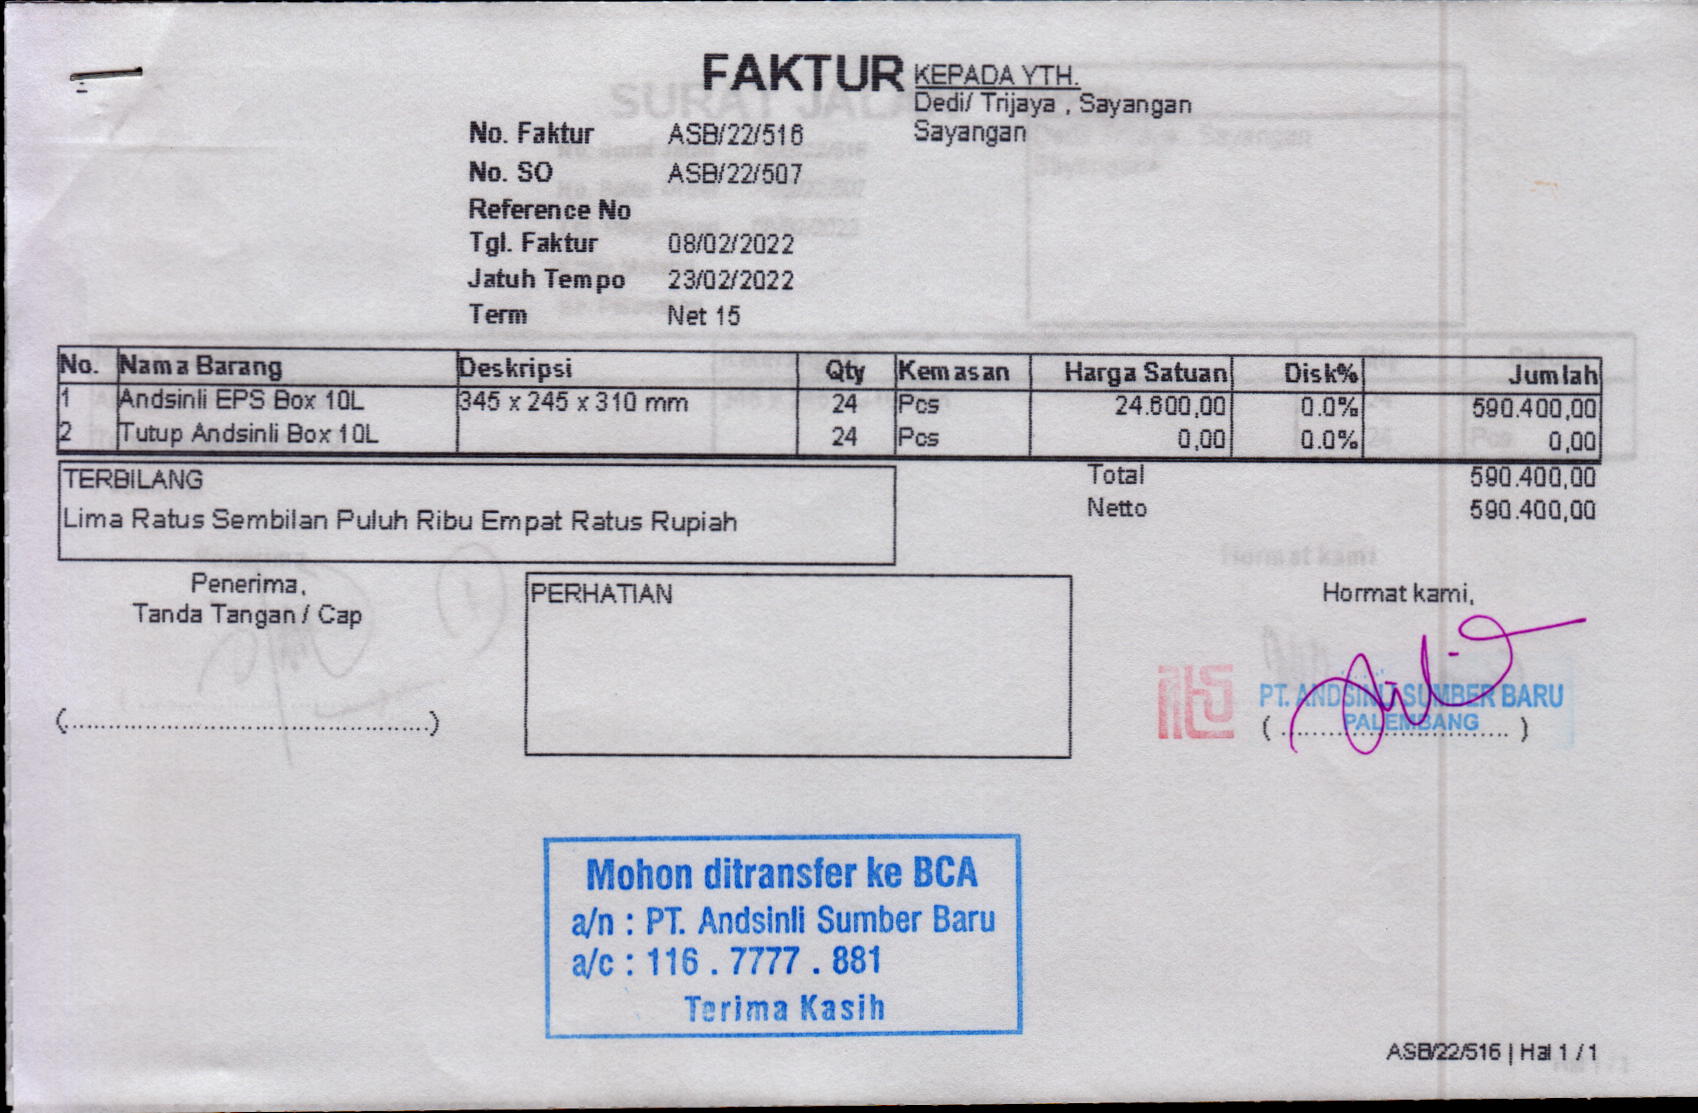 FAKTUR
KEPADA YTH.
Dedi/ Trijaya , Sayangan
Sayangan
No. Faktur ASB/22/516
No. SO ASB/22/507
Reference No
Tgl. Faktur 08/02/2022
Jatuh Tempo 23/02/2022
Term Net 15
No. Nama Barang Deskripsi Qty Kemasan Harga Satuan Disk% Jumlah
1 Andsinli EPS Box 10L 345 x 245 x 310 mm 24 Pcs 24.600,00 0.0% 590.400,00
2 Tutup Andsinli Box 10L 24 Pcs 0,00 0.0% 0,00
TERBILANG
Lima Ratus Sembilan Puluh Ribu Empat Ratus Rupiah
Total 590.400,00
Netto 590.400,00
Penerima,
Tanda Tangan / Cap
(................................................)
PERHATIAN
Hormat kami,
PT. ANDSINLI SUMBER BARU
PALEMBANG
( .............................. )
Mohon ditransfer ke BCA
a/n : PT. Andsinli Sumber Baru
a/c : 116 . 7777 . 881
Terima Kasih
ASB/22/516 | Hal 1 / 1